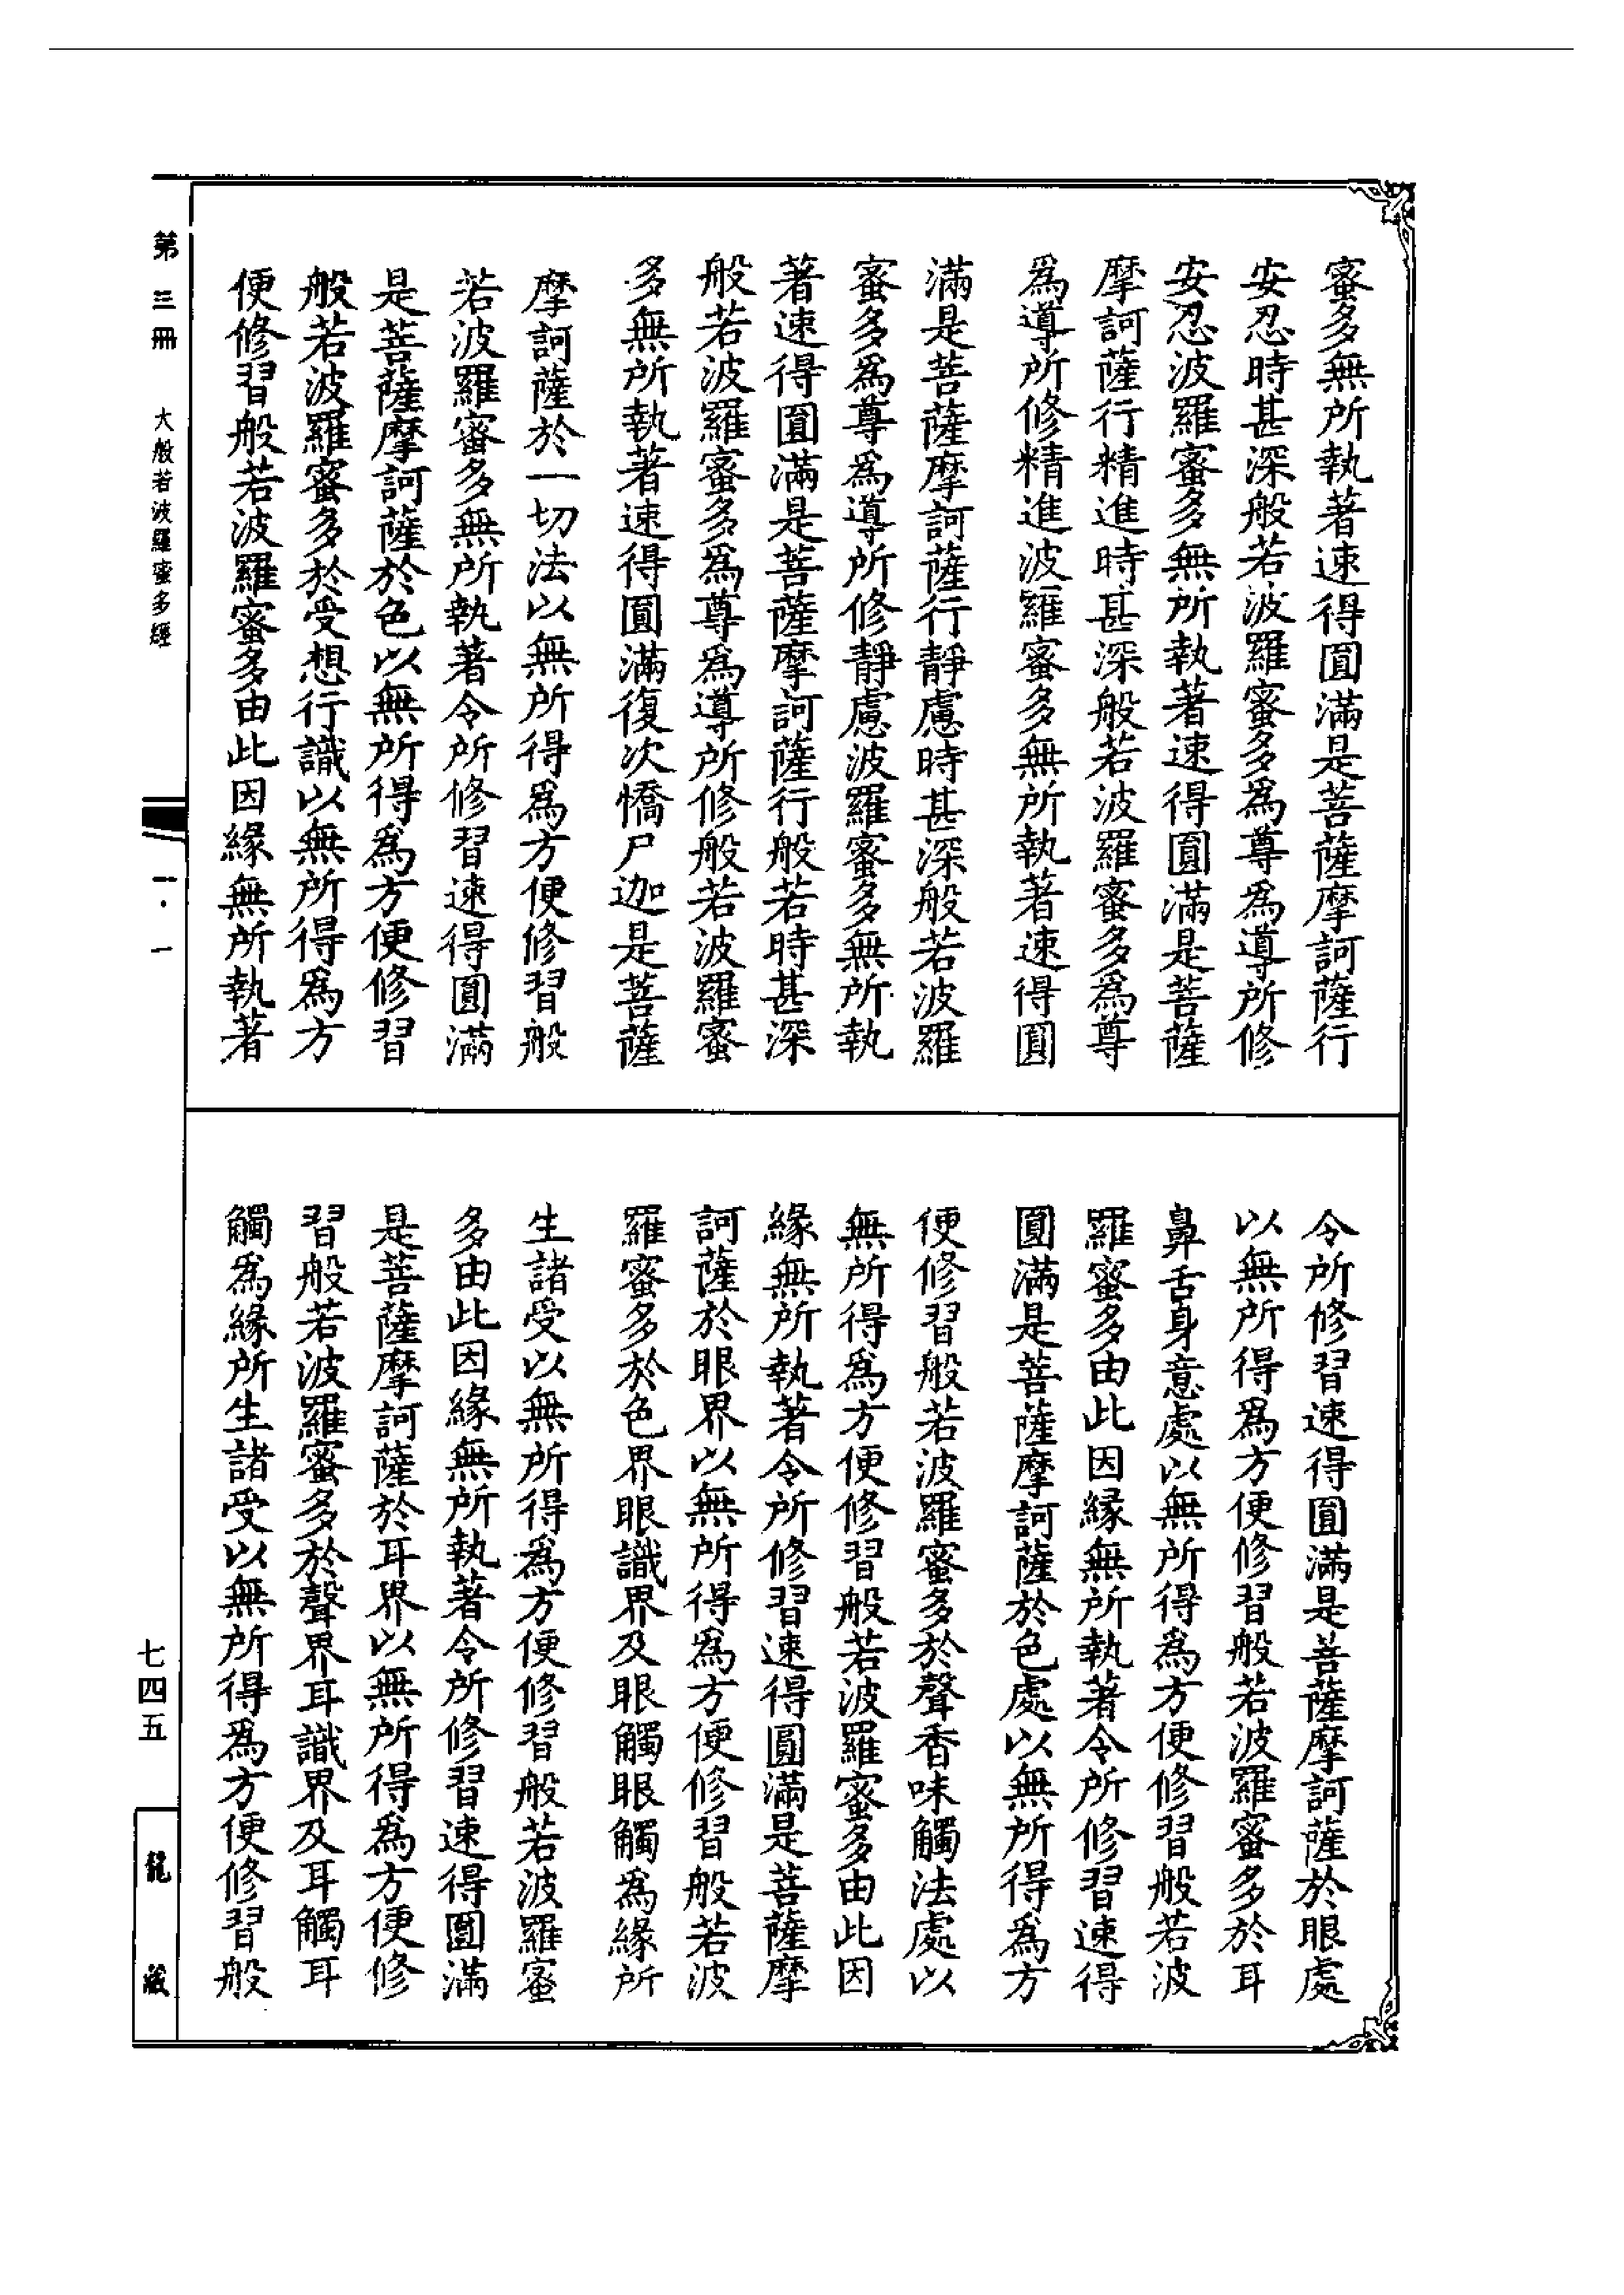 蜜多無所執著速得圓滿是菩薩摩訶薩行
安忍時甚深般若波羅蜜多為尊為導所修
安忍波羅蜜多無所執著速得圓滿是菩薩
摩訶薩行精進時甚深般若波羅蜜多為尊
為導所修精進波羅蜜多無所執著速得圓
滿是菩薩摩訶薩行靜慮時甚深般若波羅
蜜多為尊為導所修靜慮波羅蜜多無所執
著速得圓滿是菩薩摩訶薩行般若時甚深
般若波羅蜜多為尊為導所修般若波羅蜜
多無所執著速得圓滿復次憍尸迦是菩薩
摩訶薩於一切法以無所得為方便修習般
若波羅蜜多無所執著令所修習速得圓滿
是菩薩摩訶薩於色以無所得為方便修習
般若波羅蜜多於受想行識以無所得為方
便修習般若波羅蜜多由此因緣無所執著
令所修習速得圓滿是菩薩摩訶薩於眼處
以無所得為方便修習般若波羅蜜多於耳
鼻舌身意處以無所得為方便修習般若波
羅蜜多由此因緣無所執著令所修習速得
圓滿是菩薩摩訶薩於色處以無所得為方
便修習般若波羅蜜多於聲香味觸法處以
無所得為方便修習般若波羅蜜多由此因
緣無所執著令所修習速得圓滿是菩薩摩
訶薩於眼界以無所得為方便修習般若波
羅蜜多於色界眼識界及眼觸眼觸為緣所
生諸受以無所得為方便修習般若波羅蜜
多由此因緣無所執著令所修習速得圓滿
是菩薩摩訶薩於耳界以無所得為方便修
習般若波羅蜜多於聲界耳識界及耳觸耳
觸為緣所生諸受以無所得為方便修習般
第三冊 大般若波羅蜜多經 一·一
七四五
龍藏